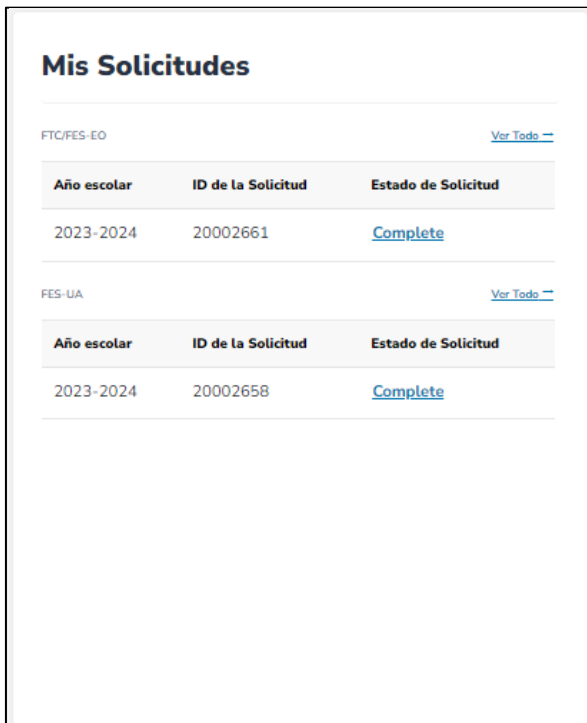 Mis Solicitudes
FTC/FES-EO Ver Todo →
Año escolar ID de la Solicitud Estado de Solicitud
2023-2024 20002661 Complete
FES-UA Ver Todo →
Año escolar ID de la Solicitud Estado de Solicitud
2023-2024 20002658 Complete